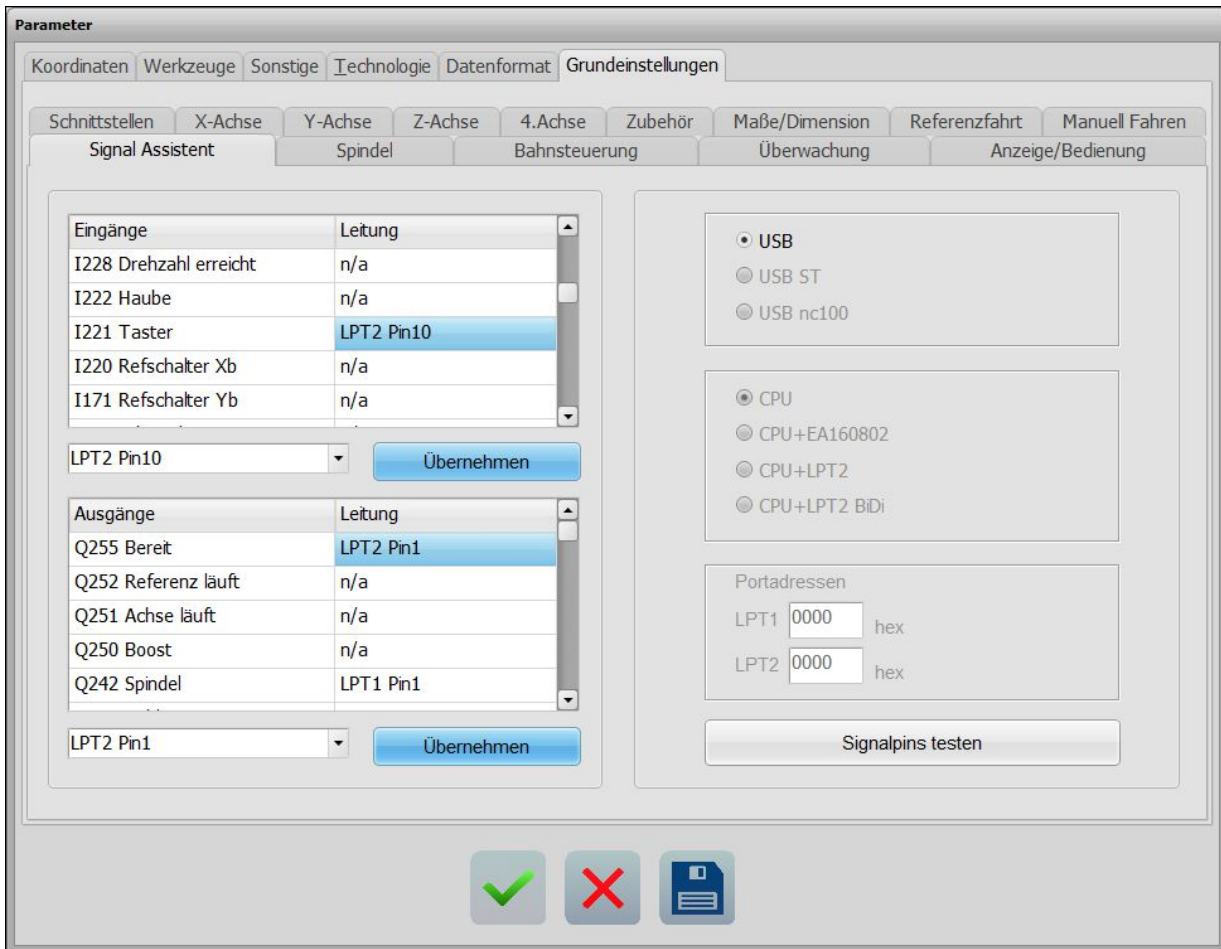 Parameter
Koordinaten Werkzeuge Sonstige Technologie Datenformat Grundeinstellungen
Schnittstellen X-Achse Y-Achse Z-Achse 4.Achse Zubehör Maße/Dimension Referenzfahrt Manuell Fahren
Signal Assistent Spindel Bahnsteuerung Überwachung Anzeige/Bedienung
Eingänge Leitung
I228 Drehzahl erreicht n/a
I222 Haube n/a
I221 Taster LPT2 Pin10
I220 Refschalter Xb n/a
I171 Refschalter Yb n/a
LPT2 Pin10 Übernehmen
Ausgänge Leitung
Q255 Bereit LPT2 Pin1
Q252 Referenz läuft n/a
Q251 Achse läuft n/a
Q250 Boost n/a
Q242 Spindel LPT1 Pin1
LPT2 Pin1 Übernehmen
USB
USB ST
USB nc100
CPU
CPU+EA160802
CPU+LPT2
CPU+LPT2 BiDi
Portadressen
LPT1 0000 hex
LPT2 0000 hex
Signalpins testen